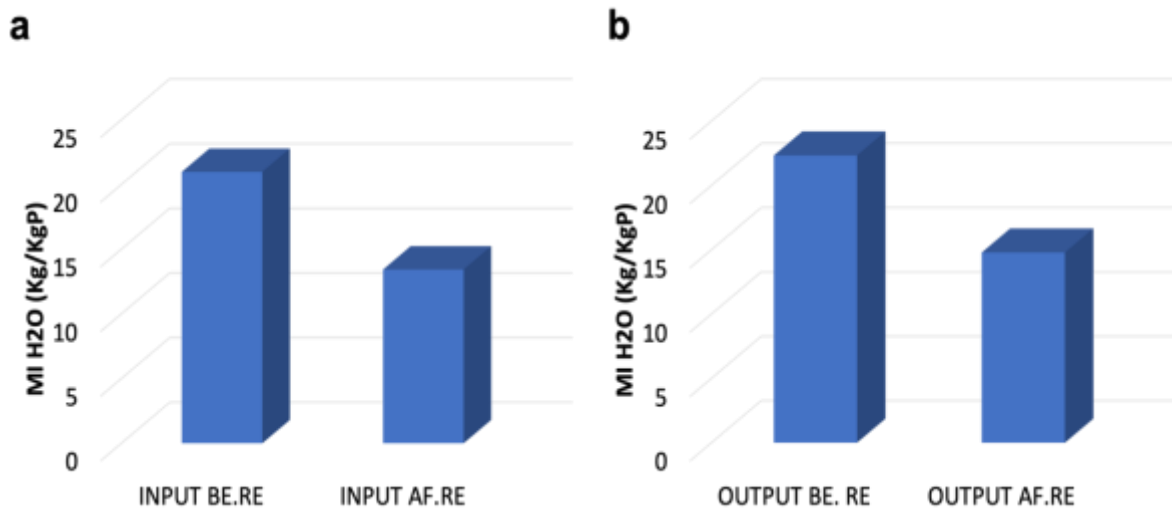 a
MI H2O (Kg/KgP)
25
20
15
10
5
0
INPUT BE.RE
INPUT AF.RE
b
MI H2O (Kg/KgP)
25
20
15
10
5
0
OUTPUT BE. RE
OUTPUT AF.RE